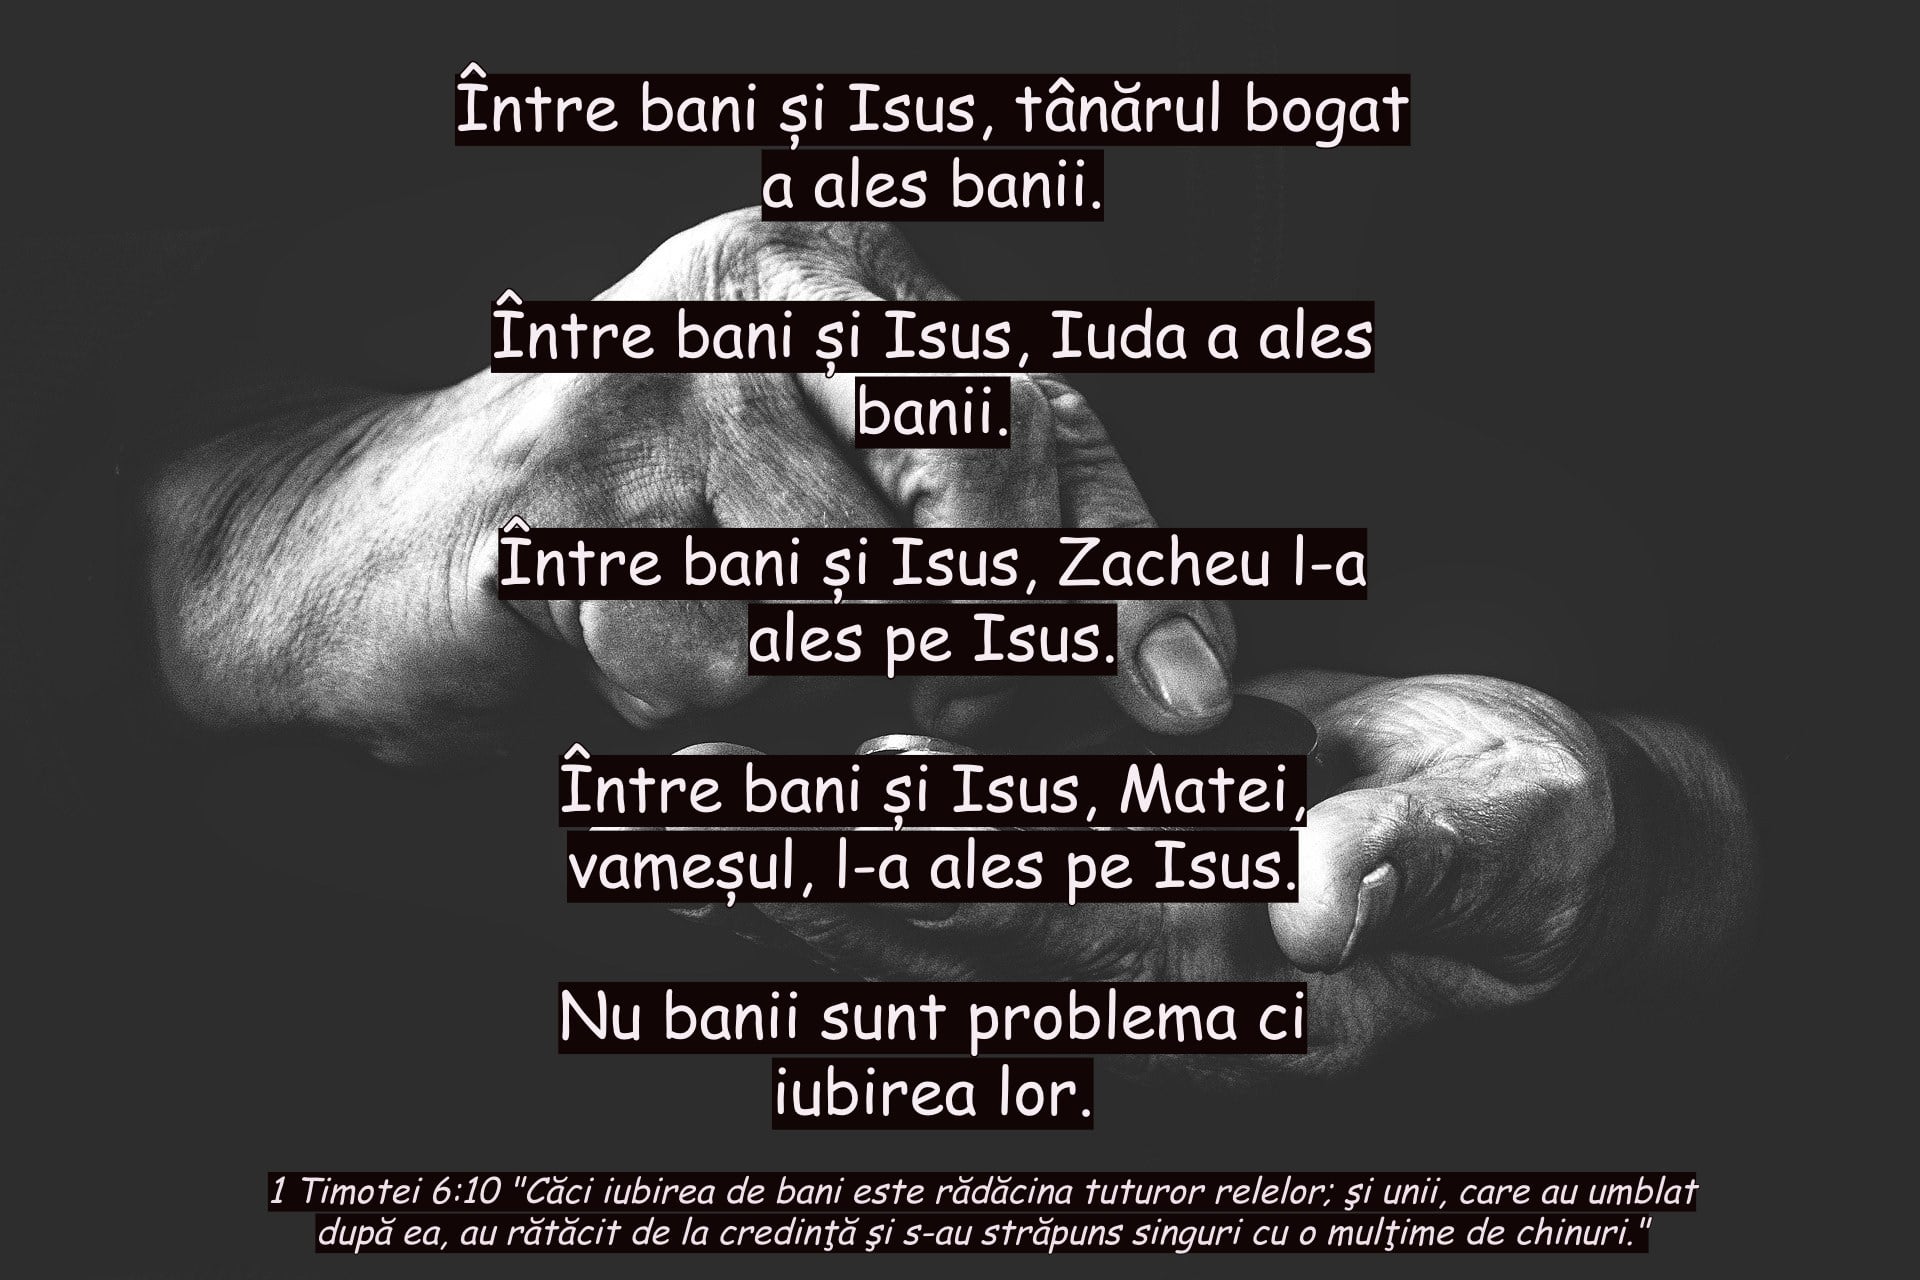 Între bani și Isus, tânărul bogat
a ales banii.
Între bani și Isus, Iuda a ales
banii.
Între bani și Isus, Zacheu l-a
ales pe Isus.
Între bani și Isus, Matei,
vameșul, l-a ales pe Isus.
Nu banii sunt problema ci
iubirea lor.
1 Timotei 6:10 "Căci iubirea de bani este rădăcina tuturor relelor; şi unii, care au umblat
după ea, au rătăcit de la credinţă şi s-au străpuns singuri cu o mulţime de chinuri."